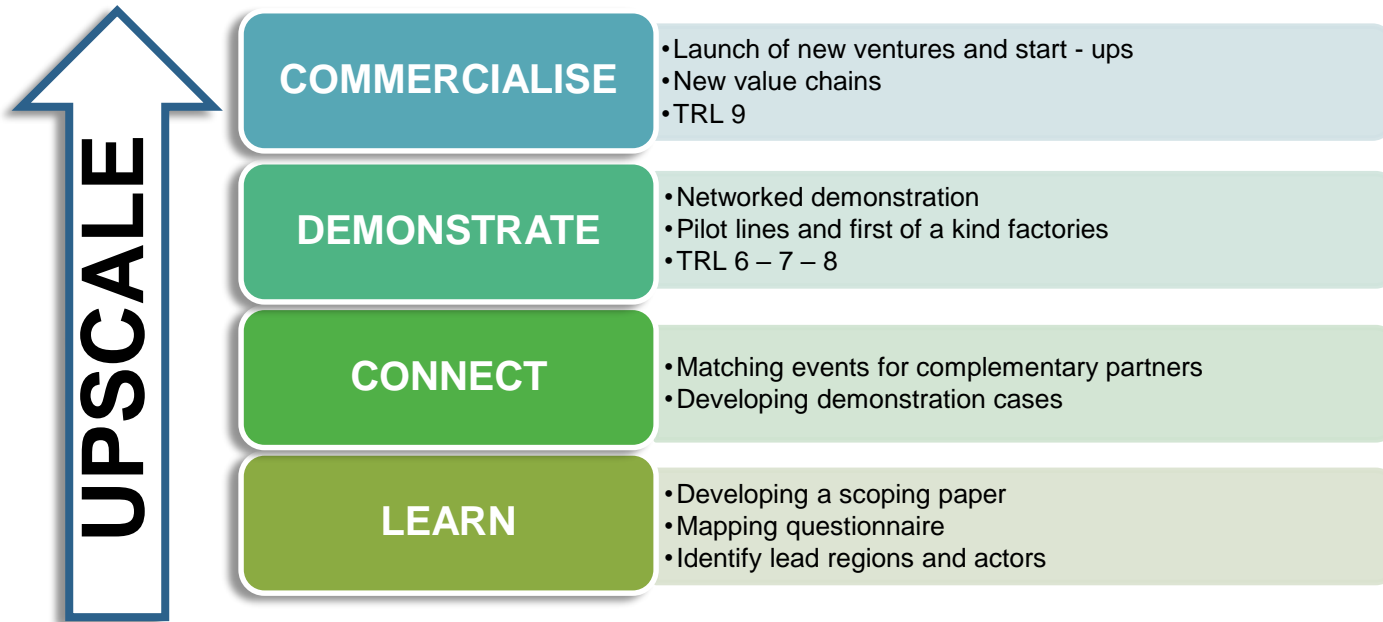 UPSCALE
COMMERCIALISE
•Launch of new ventures and start - ups
•New value chains
•TRL 9
DEMONSTRATE
•Networked demonstration
•Pilot lines and first of a kind factories
•TRL 6 – 7 – 8
CONNECT
•Matching events for complementary partners
•Developing demonstration cases
LEARN
•Developing a scoping paper
•Mapping questionnaire
•Identify lead regions and actors